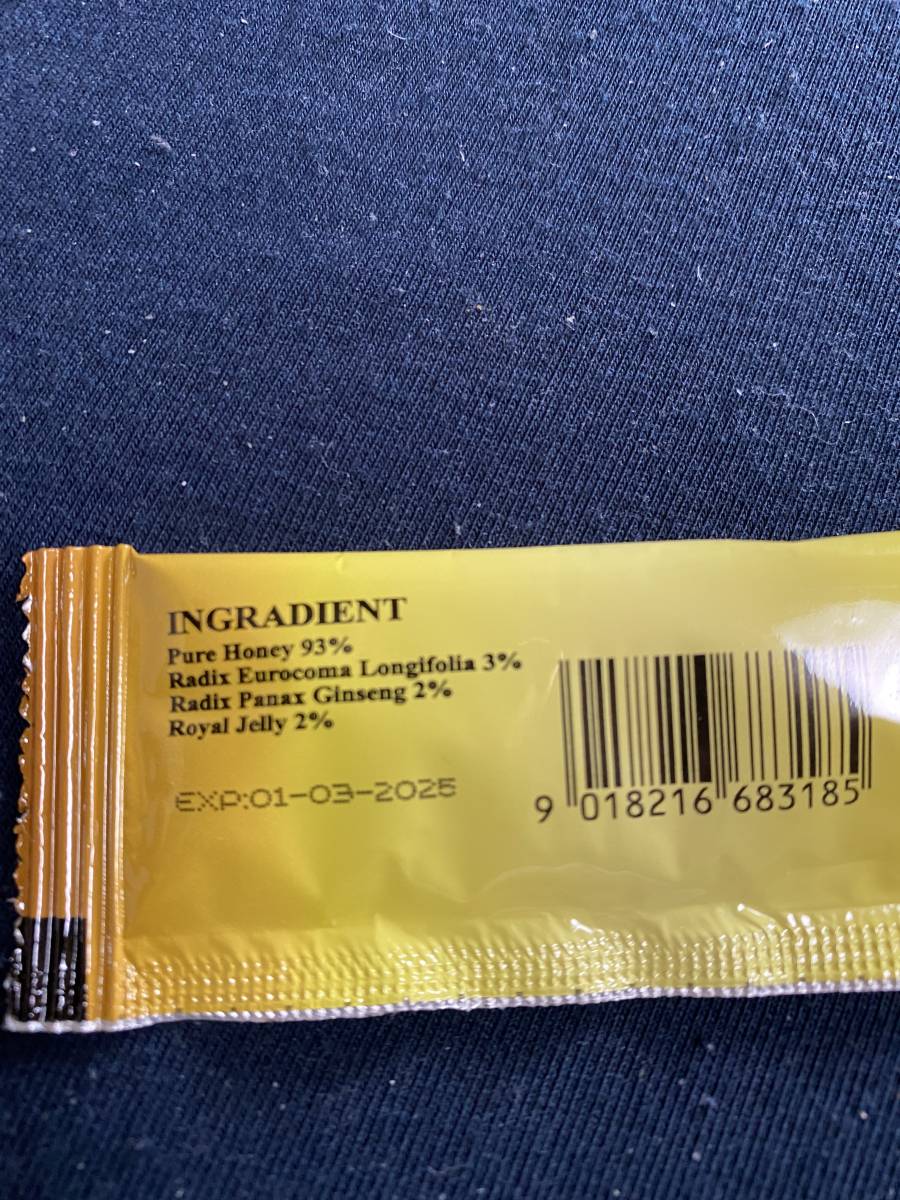 INGRADIENT
Pure Honey 93%
Radix Eurocoma Longifolia 3%
Radix Panax Ginseng 2%
Royal Jelly 2%
EXP:01-03-2025
9 018216 683185